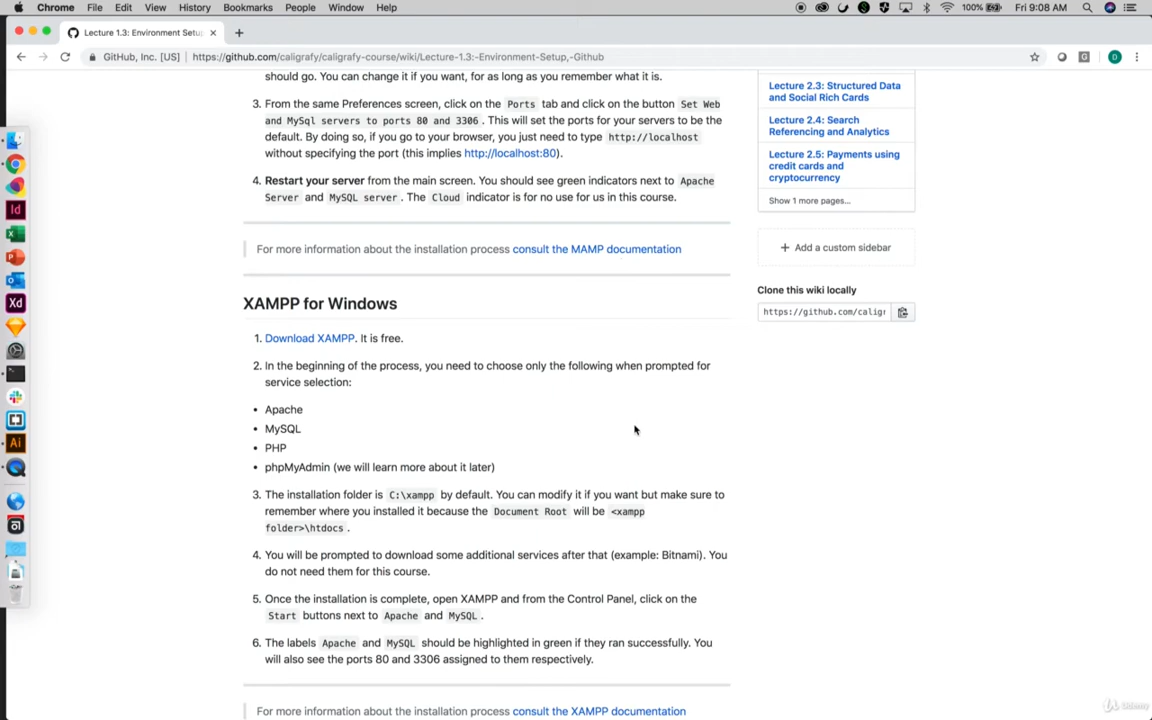 Chrome File Edit View History Bookmarks People Window Help 100% Fri 9:08 AM
Lecture 1.3: Environment Setu
GitHub, Inc. [US] https://github.com/caligrafy/caligrafy-course/wiki/Lecture-1.3:-Environment-Setup,-Github
should go. You can change it if you want, for as long as you remember what it is.
3. From the same Preferences screen, click on the Ports tab and click on the button Set Web
and MySql servers to ports 80 and 3306 . This will set the ports for your servers to be the
default. By doing so, if you go to your browser, you just need to type http://localhost
without specifying the port (this implies http://localhost:80).
4. Restart your server from the main screen. You should see green indicators next to Apache
Server and MySQL server . The Cloud indicator is for no use for us in this course.
For more information about the installation process consult the MAMP documentation
XAMPP for Windows
1. Download XAMPP. It is free.
2. In the beginning of the process, you need to choose only the following when prompted for
service selection:
• Apache
• MySQL
• PHP
• phpMyAdmin (we will learn more about it later)
3. The installation folder is C:\xampp by default. You can modify it if you want but make sure to
remember where you installed it because the Document Root will be <xampp
folder>\htdocs .
4. You will be prompted to download some additional services after that (example: Bitnami). You
do not need them for this course.
5. Once the installation is complete, open XAMPP and from the Control Panel, click on the
Start buttons next to Apache and MySQL .
6. The labels Apache and MySQL should be highlighted in green if they ran successfully. You
will also see the ports 80 and 3306 assigned to them respectively.
For more information about the installation process consult the XAMPP documentation
Lecture 2.3: Structured Data
and Social Rich Cards
Lecture 2.4: Search
Referencing and Analytics
Lecture 2.5: Payments using
credit cards and
cryptocurrency
Show 1 more pages...
+ Add a custom sidebar
Clone this wiki locally
https://github.com/caligr
D
Id
Xd
Ai
Udemy